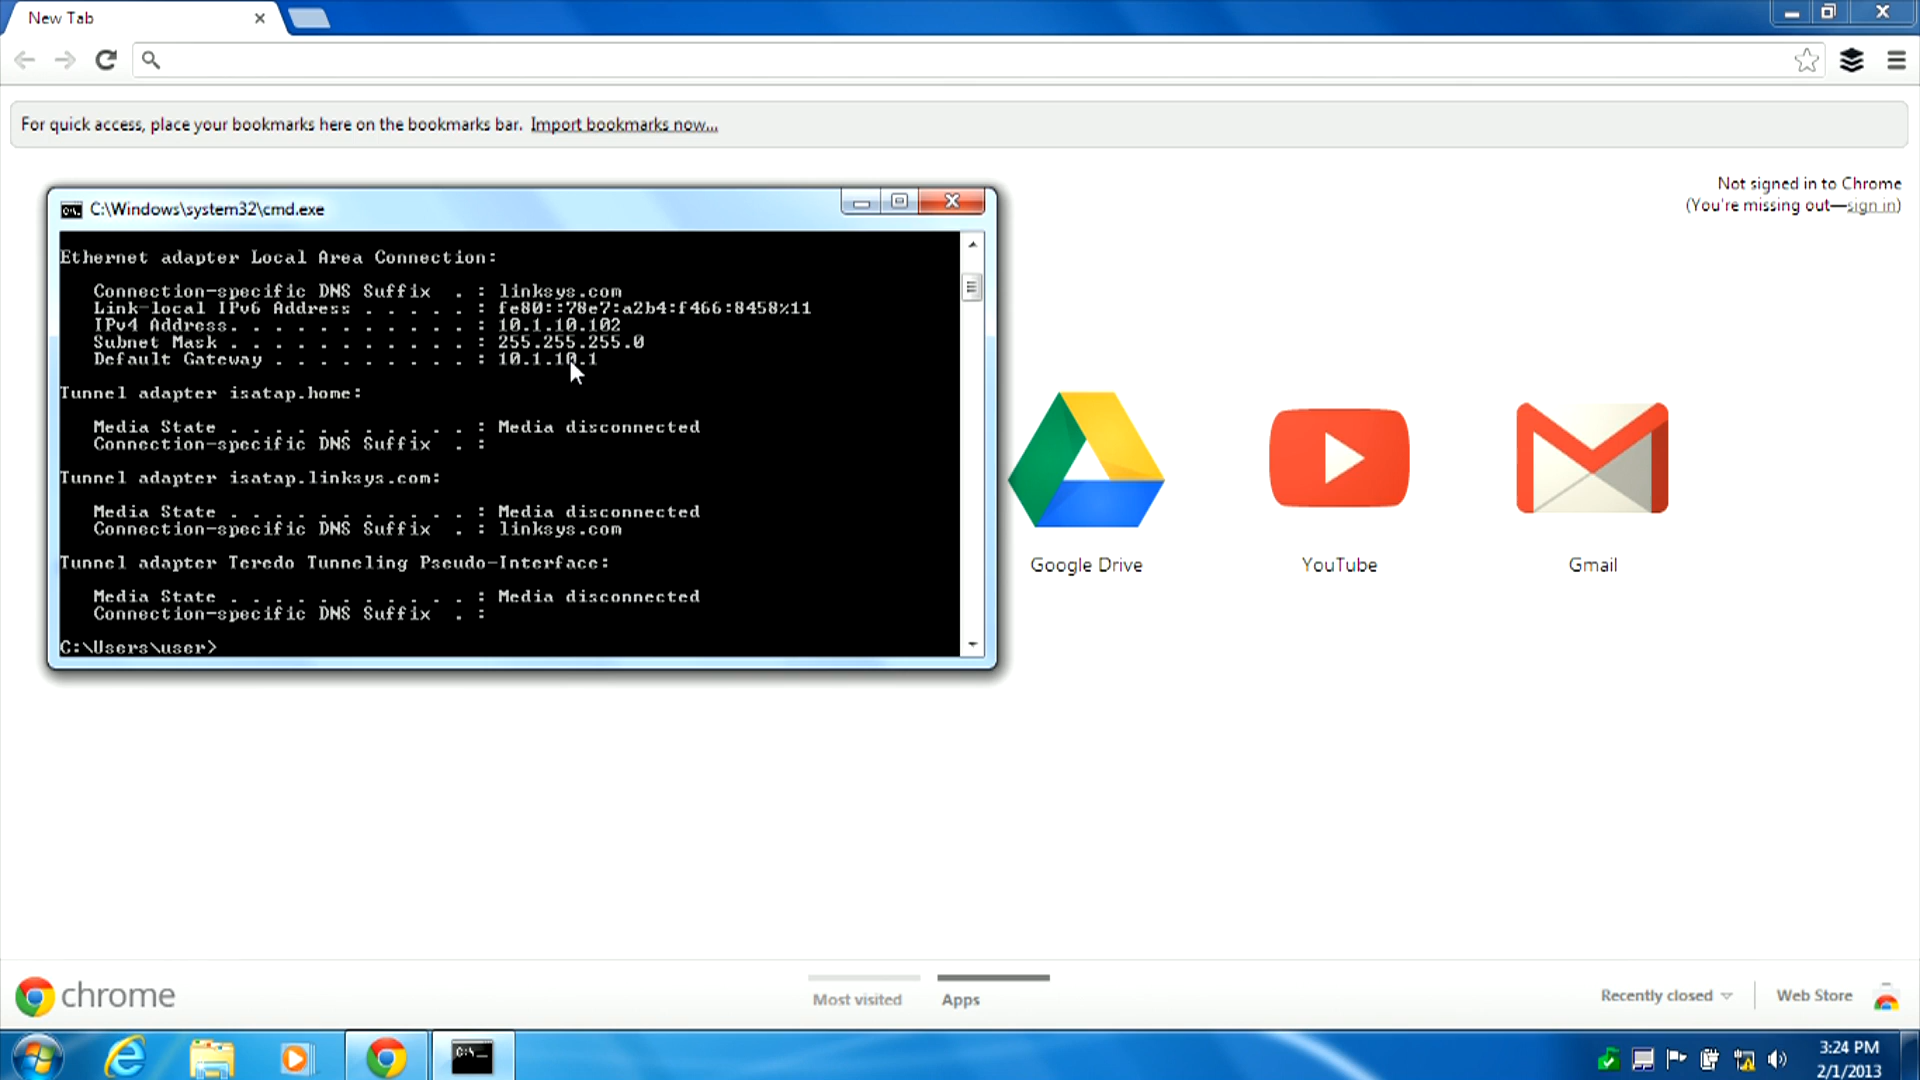 New Tab
For quick access, place your bookmarks here on the bookmarks bar. Import bookmarks now...
Not signed in to Chrome
(You're missing out—sign in)
C:\Windows\system32\cmd.exe
Ethernet adapter Local Area Connection:
Connection-specific DNS Suffix . : linksys.com
Link-local IPv6 Address . . . . . : fe80::78e7:a2b4:f466:8458%11
IPv4 Address. . . . . . . . . . . : 10.1.10.102
Subnet Mask . . . . . . . . . . . : 255.255.255.0
Default Gateway . . . . . . . . . : 10.1.10.1
Tunnel adapter isatap.home:
Media State . . . . . . . . . . . : Media disconnected
Connection-specific DNS Suffix . :
Tunnel adapter isatap.linksys.com:
Media State . . . . . . . . . . . : Media disconnected
Connection-specific DNS Suffix . : linksys.com
Tunnel adapter Teredo Tunneling Pseudo-Interface:
Media State . . . . . . . . . . . : Media disconnected
Connection-specific DNS Suffix . :
C:\Users\user>
Google Drive
YouTube
Gmail
chrome
Most visited
Apps
Recently closed
Web Store
C:\_
3:24 PM
2/1/2013